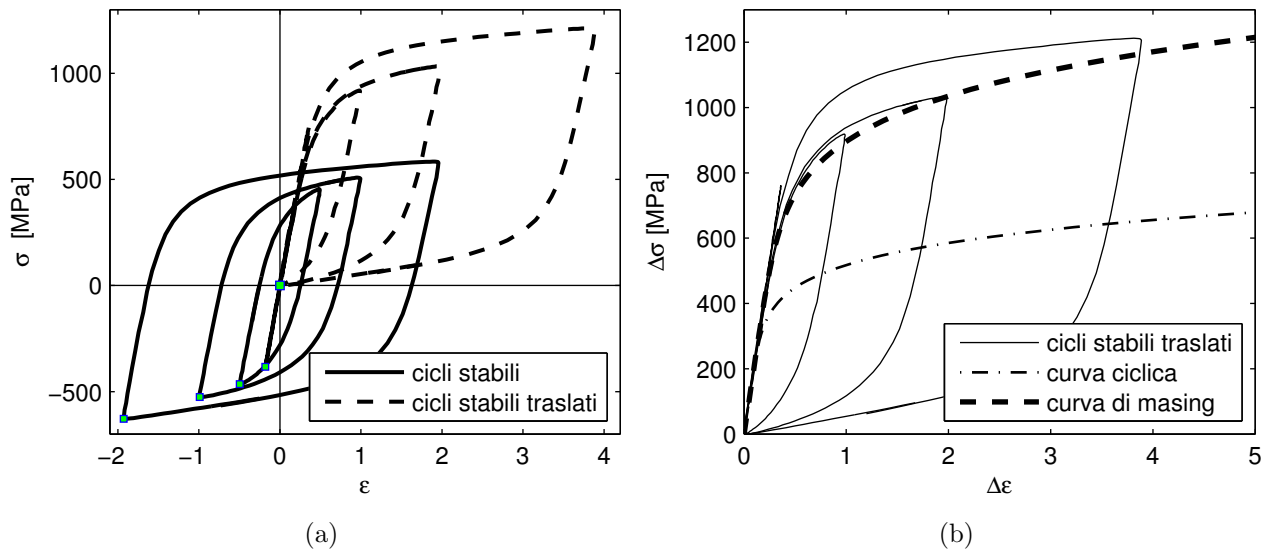 1000
500
0
−500
σ [MPa]
−2
−1
0
1
2
3
4
ε
cicli stabili
cicli stabili traslati
(a)
1200
1000
800
600
400
200
0
Δσ [MPa]
0
1
2
3
4
5
Δε
cicli stabili traslati
curva ciclica
curva di masing
(b)